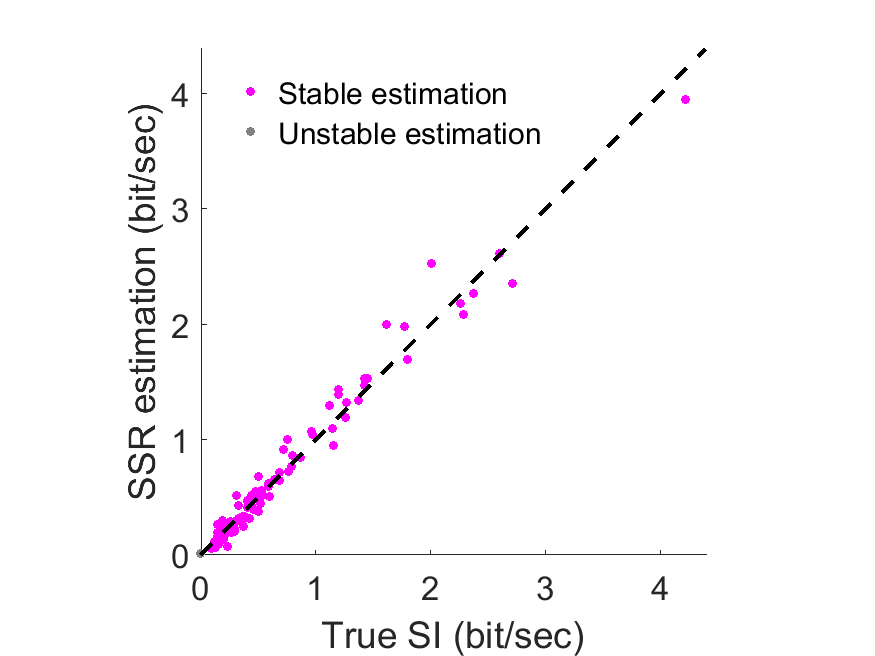 Stable estimation
Unstable estimation
SSR estimation (bit/sec)
4
3
2
1
0
0 1 2 3 4
True SI (bit/sec)